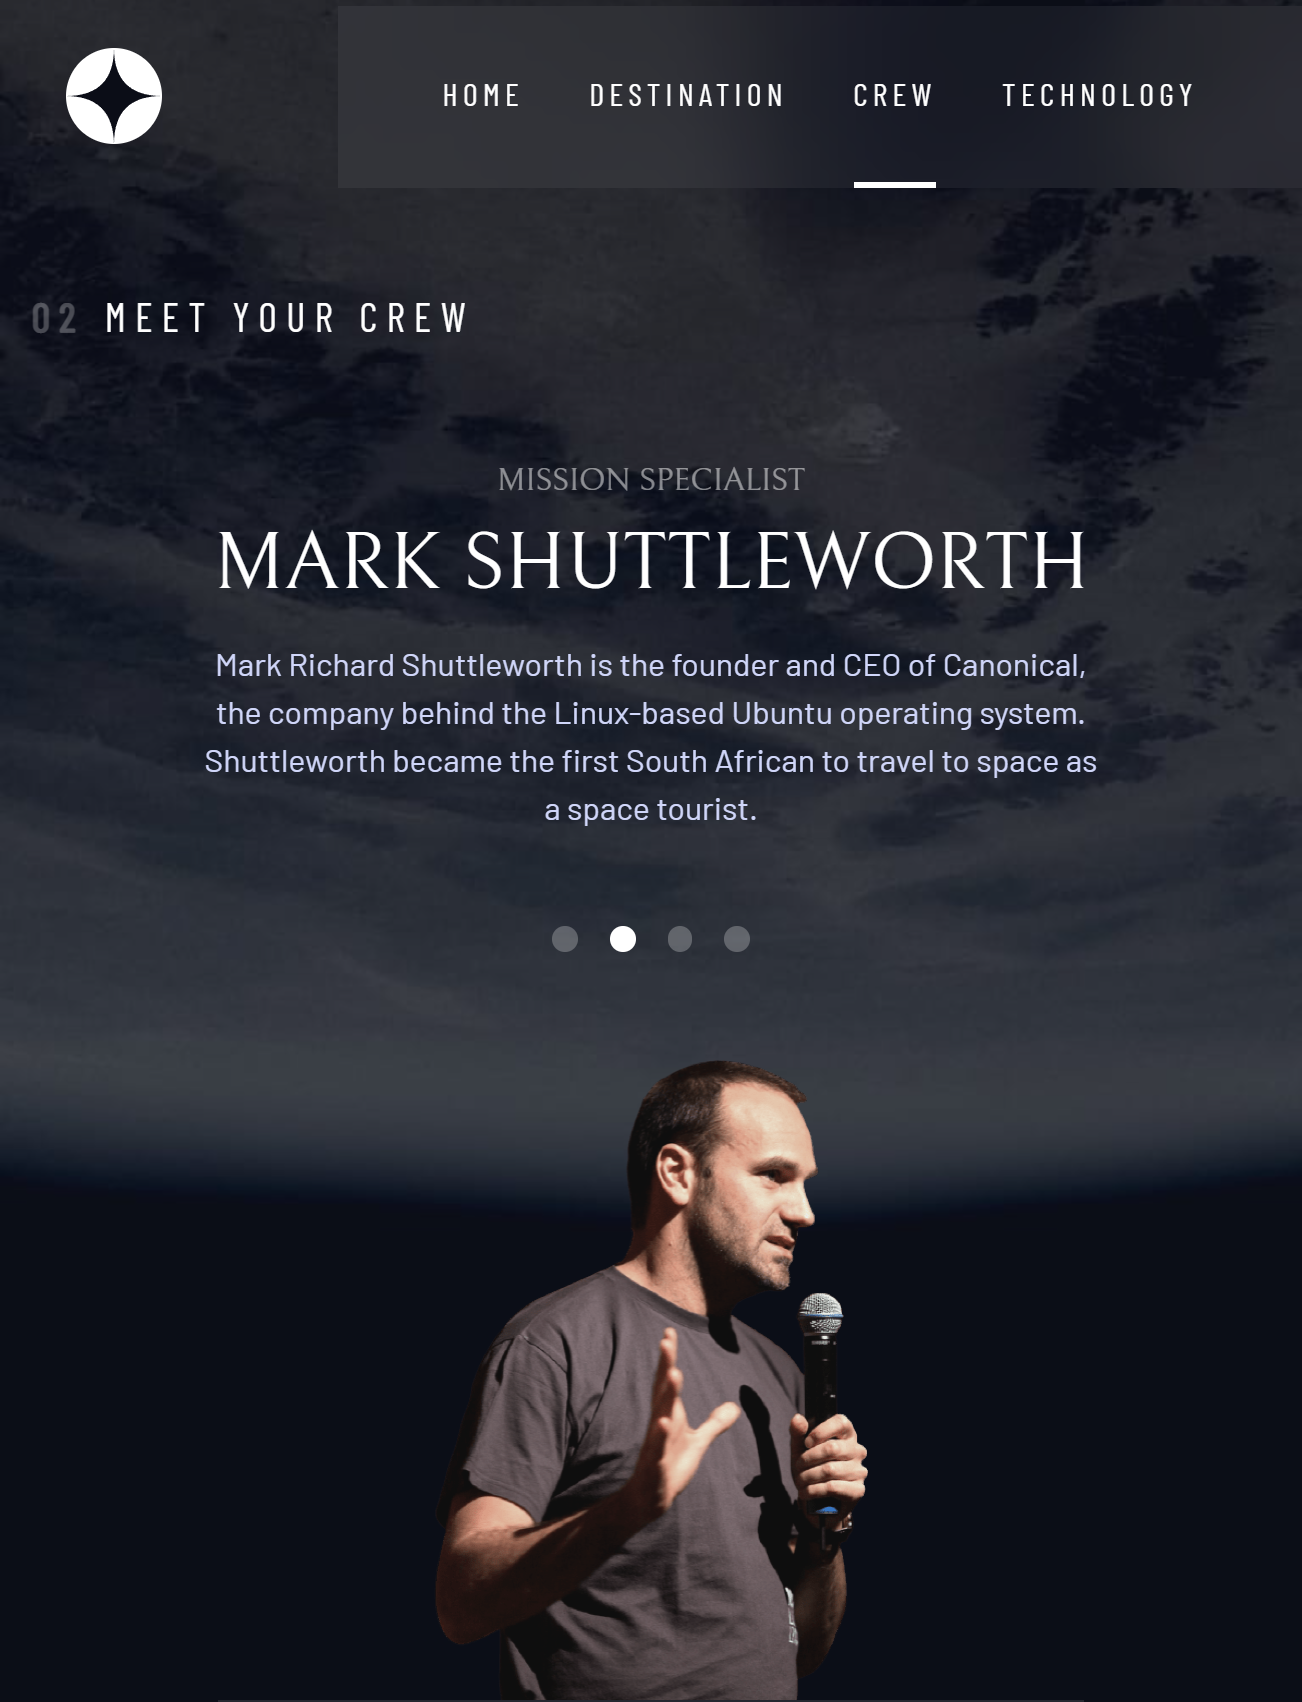 HOME DESTINATION CREW TECHNOLOGY
02 MEET YOUR CREW
MISSION SPECIALIST
MARK SHUTTLEWORTH
Mark Richard Shuttleworth is the founder and CEO of Canonical,
the company behind the Linux-based Ubuntu operating system.
Shuttleworth became the first South African to travel to space as
a space tourist.